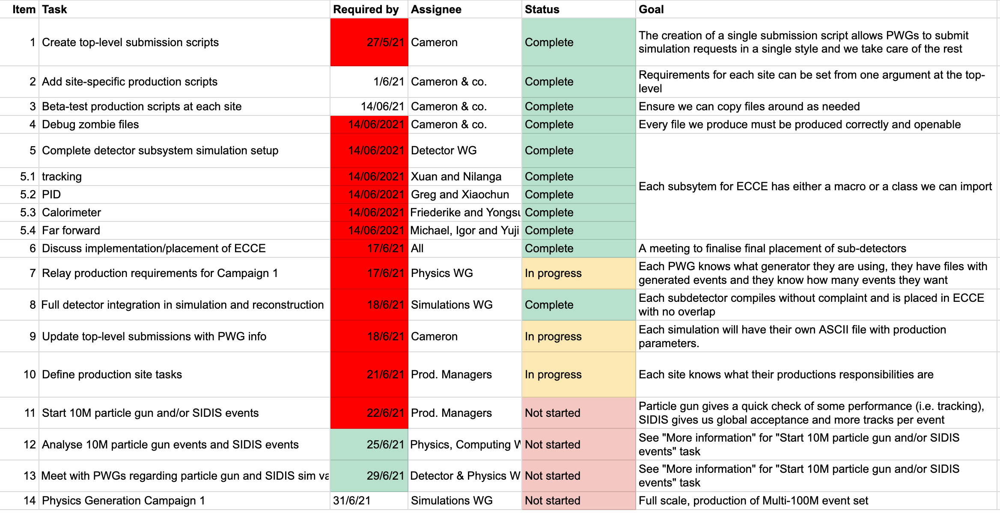 Item Task Required by Assignee Status Goal
1 Create top-level submission scripts 27/5/21 Cameron Complete The creation of a single submission script allows PWGs to submit
simulation requests in a single style and we take care of the rest
2 Add site-specific production scripts 1/6/21 Cameron & co. Complete Requirements for each site can be set from one argument at the top-
level
3 Beta-test production scripts at each site 14/06/21 Cameron & co. Complete Ensure we can copy files around as needed
4 Debug zombie files 14/06/2021 Cameron & co. Complete Every file we produce must be produced correctly and openable
5 Complete detector subsystem simulation setup 14/06/2021 Detector WG Complete
5.1 tracking 14/06/2021 Xuan and Nilanga Complete
Each subsytem for ECCE has either a macro or a class we can import
5.2 PID 14/06/2021 Greg and Xiaochun Complete
5.3 Calorimeter 14/06/2021 Friederike and Yongsu Complete
5.4 Far forward 14/06/2021 Michael, Igor and Yuji Complete
6 Discuss implementation/placement of ECCE 17/6/21 All Complete A meeting to finalise final placement of sub-detectors
7 Relay production requirements for Campaign 1 17/6/21 Physics WG In progress Each PWG knows what generator they are using, they have files with
generated events and they know how many events they want
8 Full detector integration in simulation and reconstruction 18/6/21 Simulations WG Complete Each subdetector compiles without complaint and is placed in ECCE
with no overlap
9 Update top-level submissions with PWG info 18/6/21 Cameron In progress Each simulation will have their own ASCII file with production
parameters.
10 Define production site tasks 21/6/21 Prod. Managers In progress Each site knows what their productions responsibilities are
11 Start 10M particle gun and/or SIDIS events 22/6/21 Prod. Managers Not started Particle gun gives a quick check of some performance (i.e. tracking),
SIDIS gives us global acceptance and more tracks per event
12 Analyse 10M particle gun events and SIDIS events 25/6/21 Physics, Computing W Not started See "More information" for "Start 10M particle gun and/or SIDIS
events" task
13 Meet with PWGs regarding particle gun and SIDIS sim va 29/6/21 Detector & Physics W Not started See "More information" for "Start 10M particle gun and/or SIDIS
events" task
14 Physics Generation Campaign 1 31/6/21 Simulations WG Not started Full scale, production of Multi-100M event set